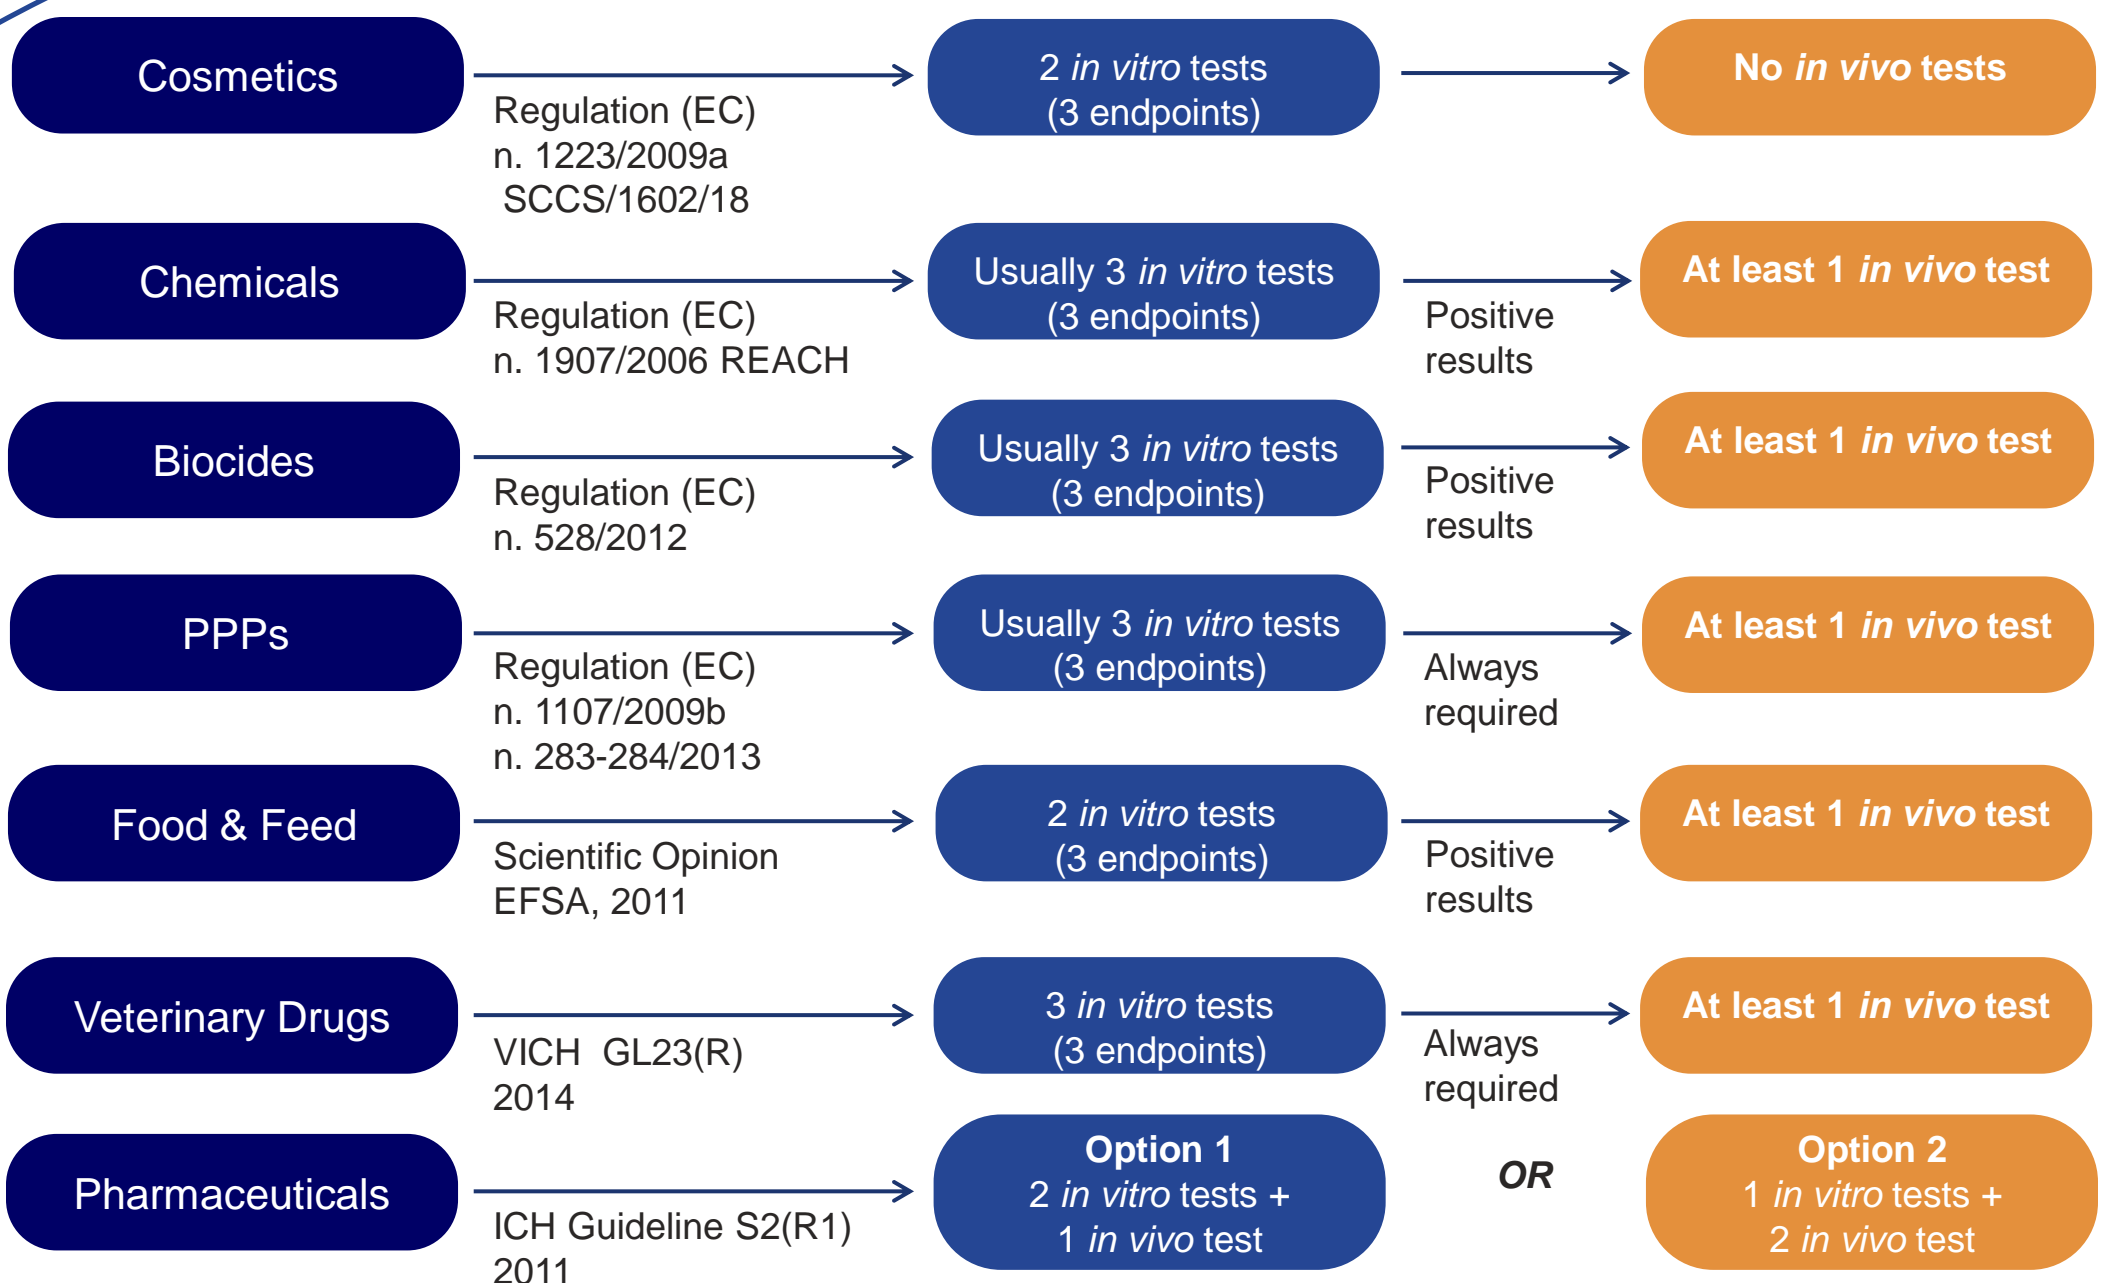 Cosmetics
Regulation (EC)
n. 1223/2009a
SCCS/1602/18
2 in vitro tests
(3 endpoints)
No in vivo tests
Chemicals
Regulation (EC)
n. 1907/2006 REACH
Usually 3 in vitro tests
(3 endpoints)
Positive
results
At least 1 in vivo test
Biocides
Regulation (EC)
n. 528/2012
Usually 3 in vitro tests
(3 endpoints)
Positive
results
At least 1 in vivo test
PPPs
Regulation (EC)
n. 1107/2009b
n. 283-284/2013
Usually 3 in vitro tests
(3 endpoints)
Always
required
At least 1 in vivo test
Food & Feed
Scientific Opinion
EFSA, 2011
2 in vitro tests
(3 endpoints)
Positive
results
At least 1 in vivo test
Veterinary Drugs
VICH GL23(R)
2014
3 in vitro tests
(3 endpoints)
Always
required
At least 1 in vivo test
Pharmaceuticals
ICH Guideline S2(R1)
2011
Option 1
2 in vitro tests +
1 in vivo test
OR
Option 2
1 in vitro tests +
2 in vivo test